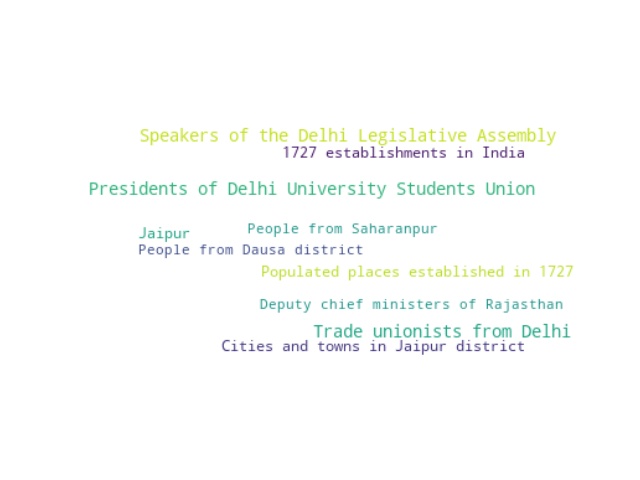 Speakers of the Delhi Legislative Assembly
1727 establishments in India
Presidents of Delhi University Students Union
People from Saharanpur
Jaipur
People from Dausa district
Populated places established in 1727
Deputy chief ministers of Rajasthan
Trade unionists from Delhi
Cities and towns in Jaipur district